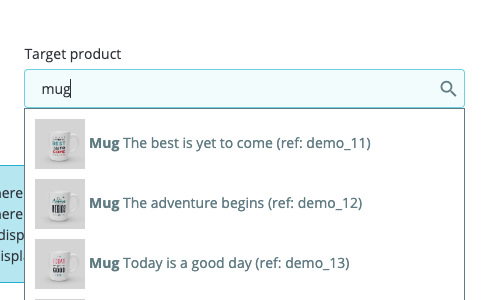 Target product
mug
Mug The best is yet to come (ref: demo_11)
Mug The adventure begins (ref: demo_12)
Mug Today is a good day (ref: demo_13)